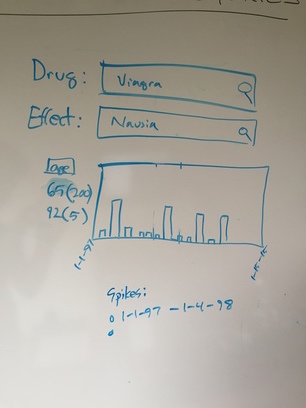 Drug: Viagra
Effect: Nausia
age
65(200)
92(5)
1-1-97
Spikes:
o 1-1-97 - 1-4-98
o